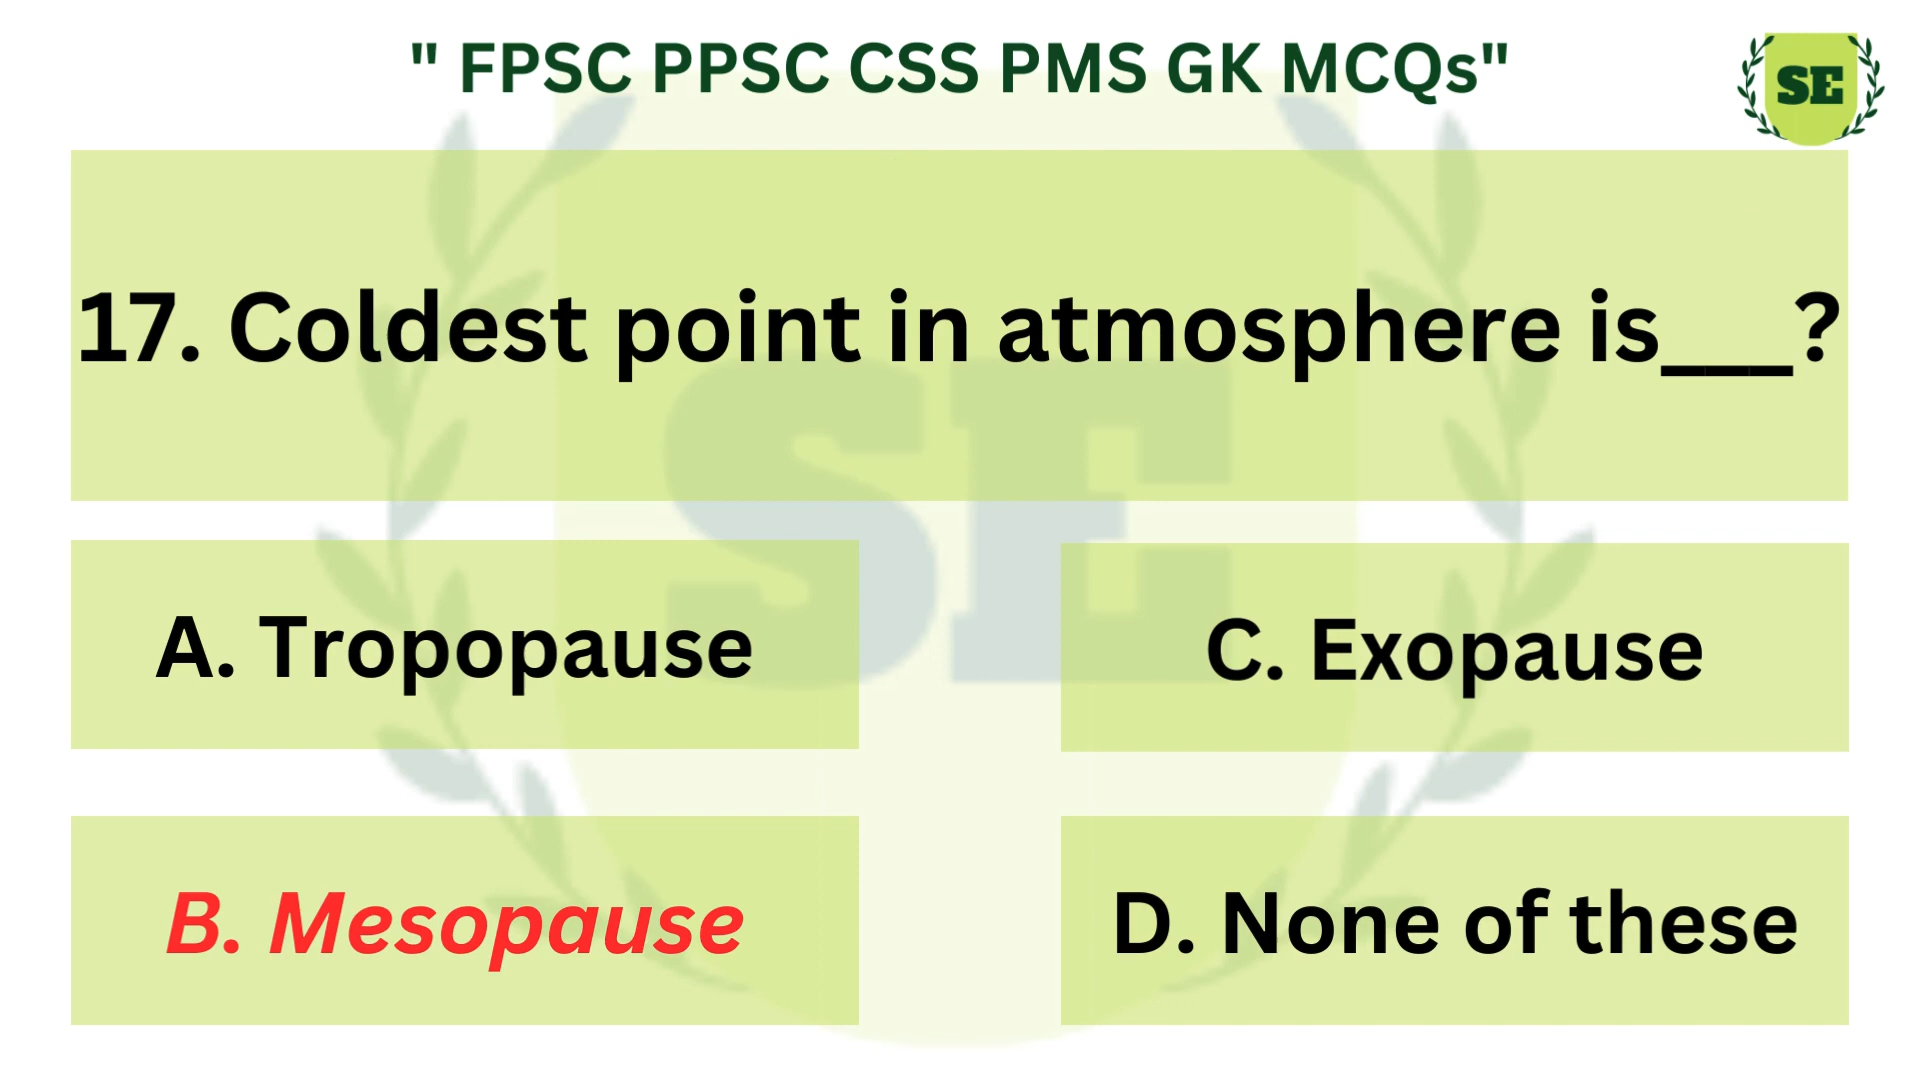 " FPSC PPSC CSS PMS GK MCQs"
SE
17. Coldest point in atmosphere is___?
SE
A. Tropopause
C. Exopause
B. Mesopause
D. None of these